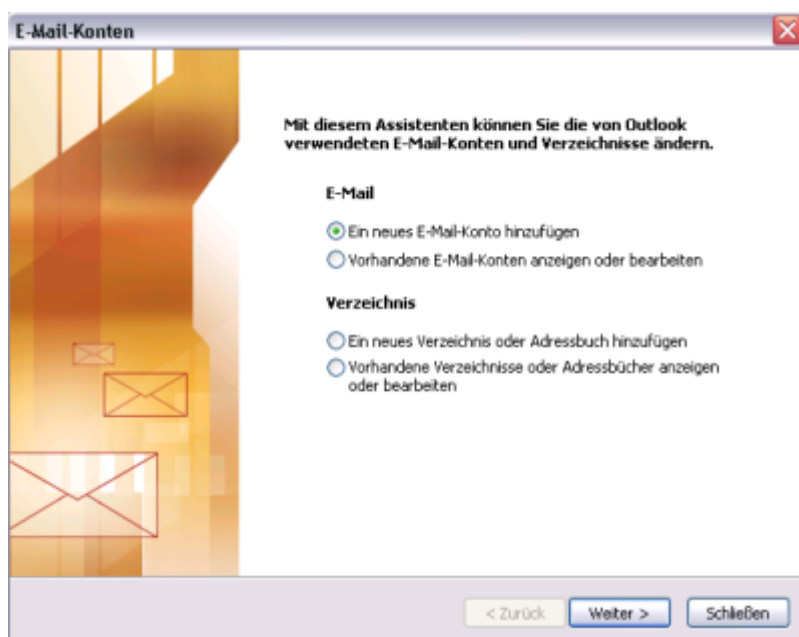 E-Mail-Konten
Mit diesem Assistenten können Sie die von Outlook
verwendeten E-Mail-Konten und Verzeichnisse ändern.
E-Mail
Ein neues E-Mail-Konto hinzufügen
Vorhandene E-Mail-Konten anzeigen oder bearbeiten
Verzeichnis
Ein neues Verzeichnis oder Adressbuch hinzufügen
Vorhandene Verzeichnisse oder Adressbücher anzeigen
oder bearbeiten
< Zurück Weiter > Schließen